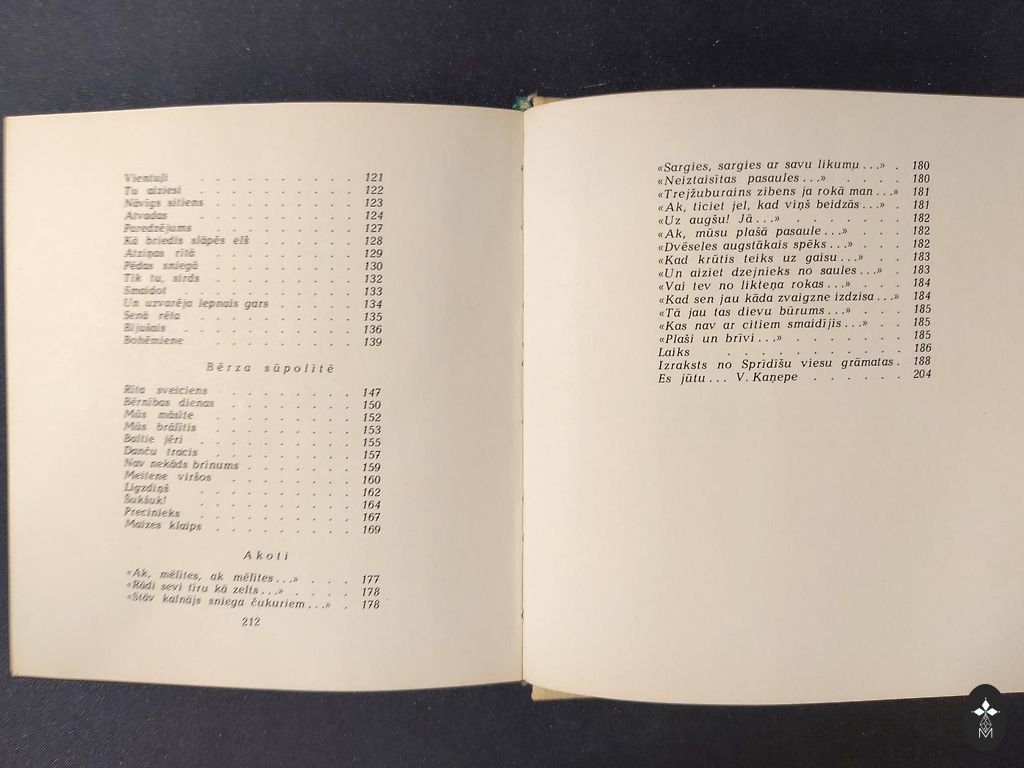 Vientuļi . . . . . . . . . . 121
Tu aiziesi . . . . . . . . . . 122
Nāvīgs sitiens . . . . . . . . . 123
Atvadas . . . . . . . . . . 124
Paredzējums . . . . . . . . . 127
Kā briedis slāpēs elš . . . . . . 128
Atziņas rītā . . . . . . . . . 129
Pēdas sniegā . . . . . . . . . 130
Tik tu, sirds . . . . . . . . . 132
Smaidot . . . . . . . . . . 133
Un uzvarēja lepnais gars . . . . . 134
Senā rēta . . . . . . . . . . 135
Bijušais . . . . . . . . . . . 136
Bohēmiene . . . . . . . . . 139
Bērza šūpolītē
Rīta sveiciens . . . . . . . . 147
Bērnības dienas . . . . . . . . 150
Mūs māsīte . . . . . . . . . 152
Mūs brālītis . . . . . . . . . 153
Baltie jēri . . . . . . . . . . 155
Danču tracis . . . . . . . . . 157
Nav nekāds brīnums . . . . . . . 159
Meitene viršos . . . . . . . . 160
Ligzdiņš . . . . . . . . . . 162
Šukšuk! . . . . . . . . . . 164
Precinieks . . . . . . . . . . 167
Maizes klaips . . . . . . . . . 169
Akoti
«Ak, mēlītes, ak mēlītes...» . . . 177
«Rādi sevi tīru kā zelts...» . . . . 178
«Stāv kalnājs sniega čukuriem...» . 178
212
«Sargies, sargies ar savu likumu...» . 180
«Neiztaisītas pasaules...» . . . . 180
«Trejžuburains zibens ja rokā man...» 181
«Ak, ticiet jel, kad viņš beidzās...» . 181
«Uz augšu! Jā...» . . . . . . 182
«Ak, mūsu plašā pasaule...» . . . 182
«Dvēseles augstākais spēks...» . . . 182
«Kad krūtis teiks uz gaisu...» . . . 183
«Un aiziet dzejnieks no saules...» . 183
«Vai tev no likteņa rokas...» . . . 184
«Kad sen jau kāda zvaigzne izdzisa...» 184
«Tā jau tas dievu būrums...» . . . 185
«Kas nav ar citiem smaidījis...» . . 185
«Plaši un brīvi...» . . . . . . 185
Laiks . . . . . . . . . . 186
Izraksts no Sprīdīšu viesu grāmatas . 188
Es jūtu... V. Kaņepe . . . . . . 204
M